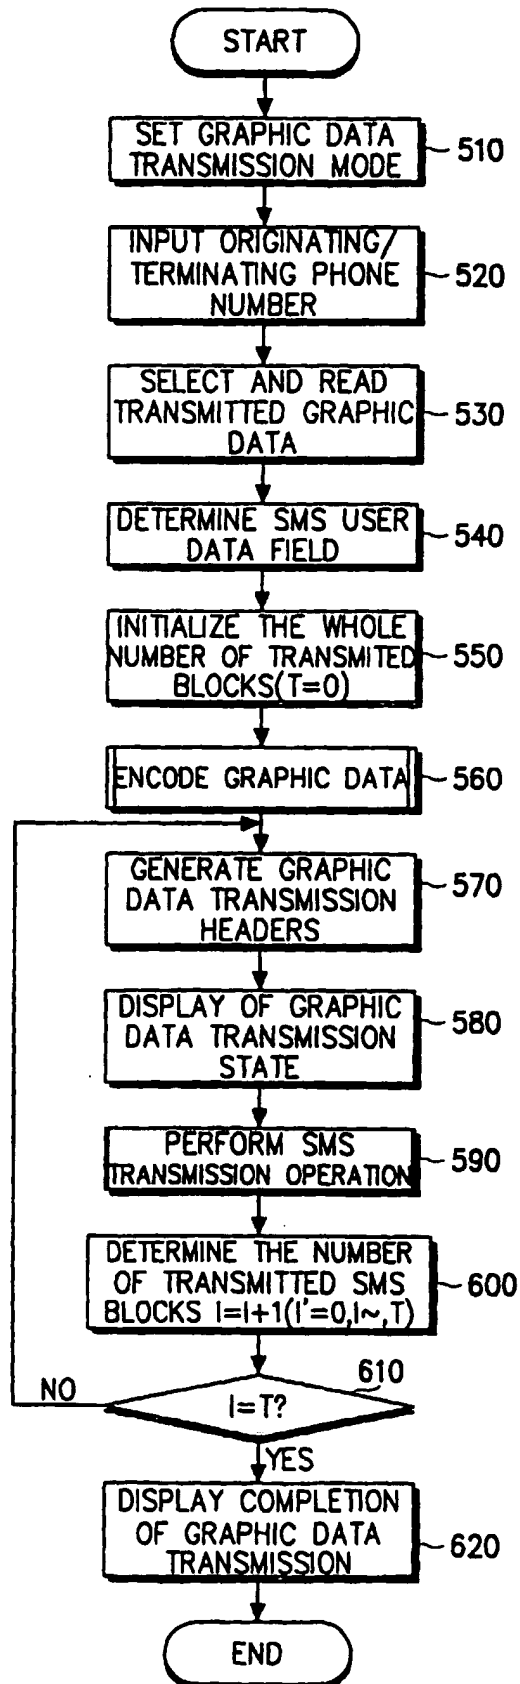 START
SET GRAPHIC DATA
TRANSMISSION MODE
510
INPUT ORIGINATING/
TERMINATING PHONE
NUMBER
520
SELECT AND READ
TRANSMITTED GRAPHIC
DATA
530
DETERMINE SMS USER
DATA FIELD
540
INITIALIZE THE WHOLE
NUMBER OF TRANSMITED
BLOCKS(T=0)
550
ENCODE GRAPHIC DATA
560
GENERATE GRAPHIC
DATA TRANSMISSION
HEADERS
570
DISPLAY OF GRAPHIC
DATA TRANSMISSION
STATE
580
PERFORM SMS
TRANSMISSION OPERATION
590
DETERMINE THE NUMBER
OF TRANSMITTED SMS
BLOCKS I=I+1(I'=0,I~,T)
600
610
NO
I=T?
YES
DISPLAY COMPLETION
OF GRAPHIC DATA
TRANSMISSION
620
END